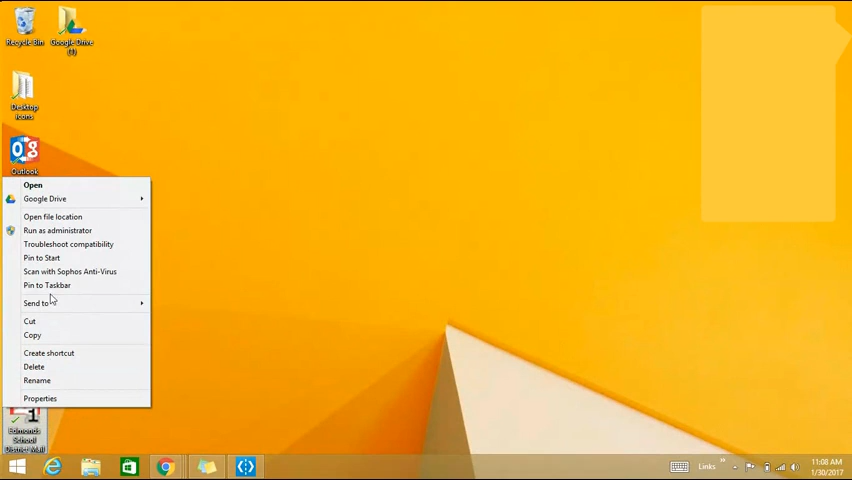 Recycle Bin
Google Drive
(1)
Desktop
icons
Outlook
Open
Google Drive
Open file location
Run as administrator
Troubleshoot compatibility
Pin to Start
Scan with Sophos Anti-Virus
Pin to Taskbar
Send to
Cut
Copy
Create shortcut
Delete
Rename
Properties
1
Edmonds
School
District Mail
Links
11:08 AM
1/30/2017